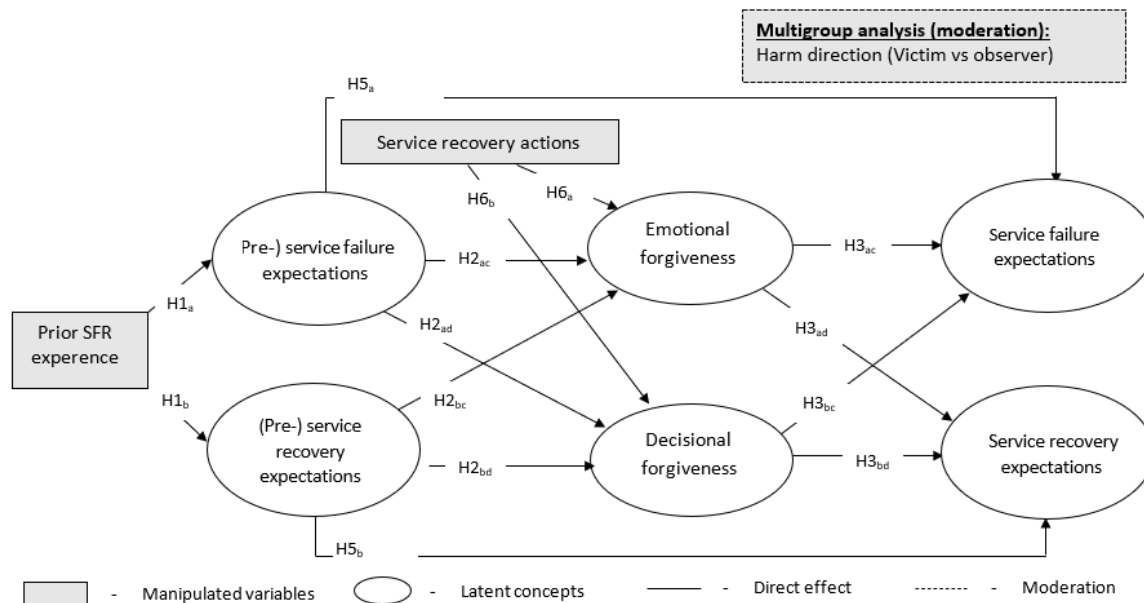 Multigroup analysis (moderation):
Harm direction (Victim vs observer)
H5a
Service recovery actions
H6b
H6a
Pre-) service failure
expectations
H2ac
Emotional
forgiveness
H3ac
Service failure
expectations
H1a
Prior SFR
experence
H2ad
H3ad
H1b
H2bc
H3bc
(Pre-) service
recovery
expectations
H2bd
Decisional
forgiveness
H3bd
Service recovery
expectations
H5b
- Manipulated variables - Latent concepts - Direct effect - Moderation